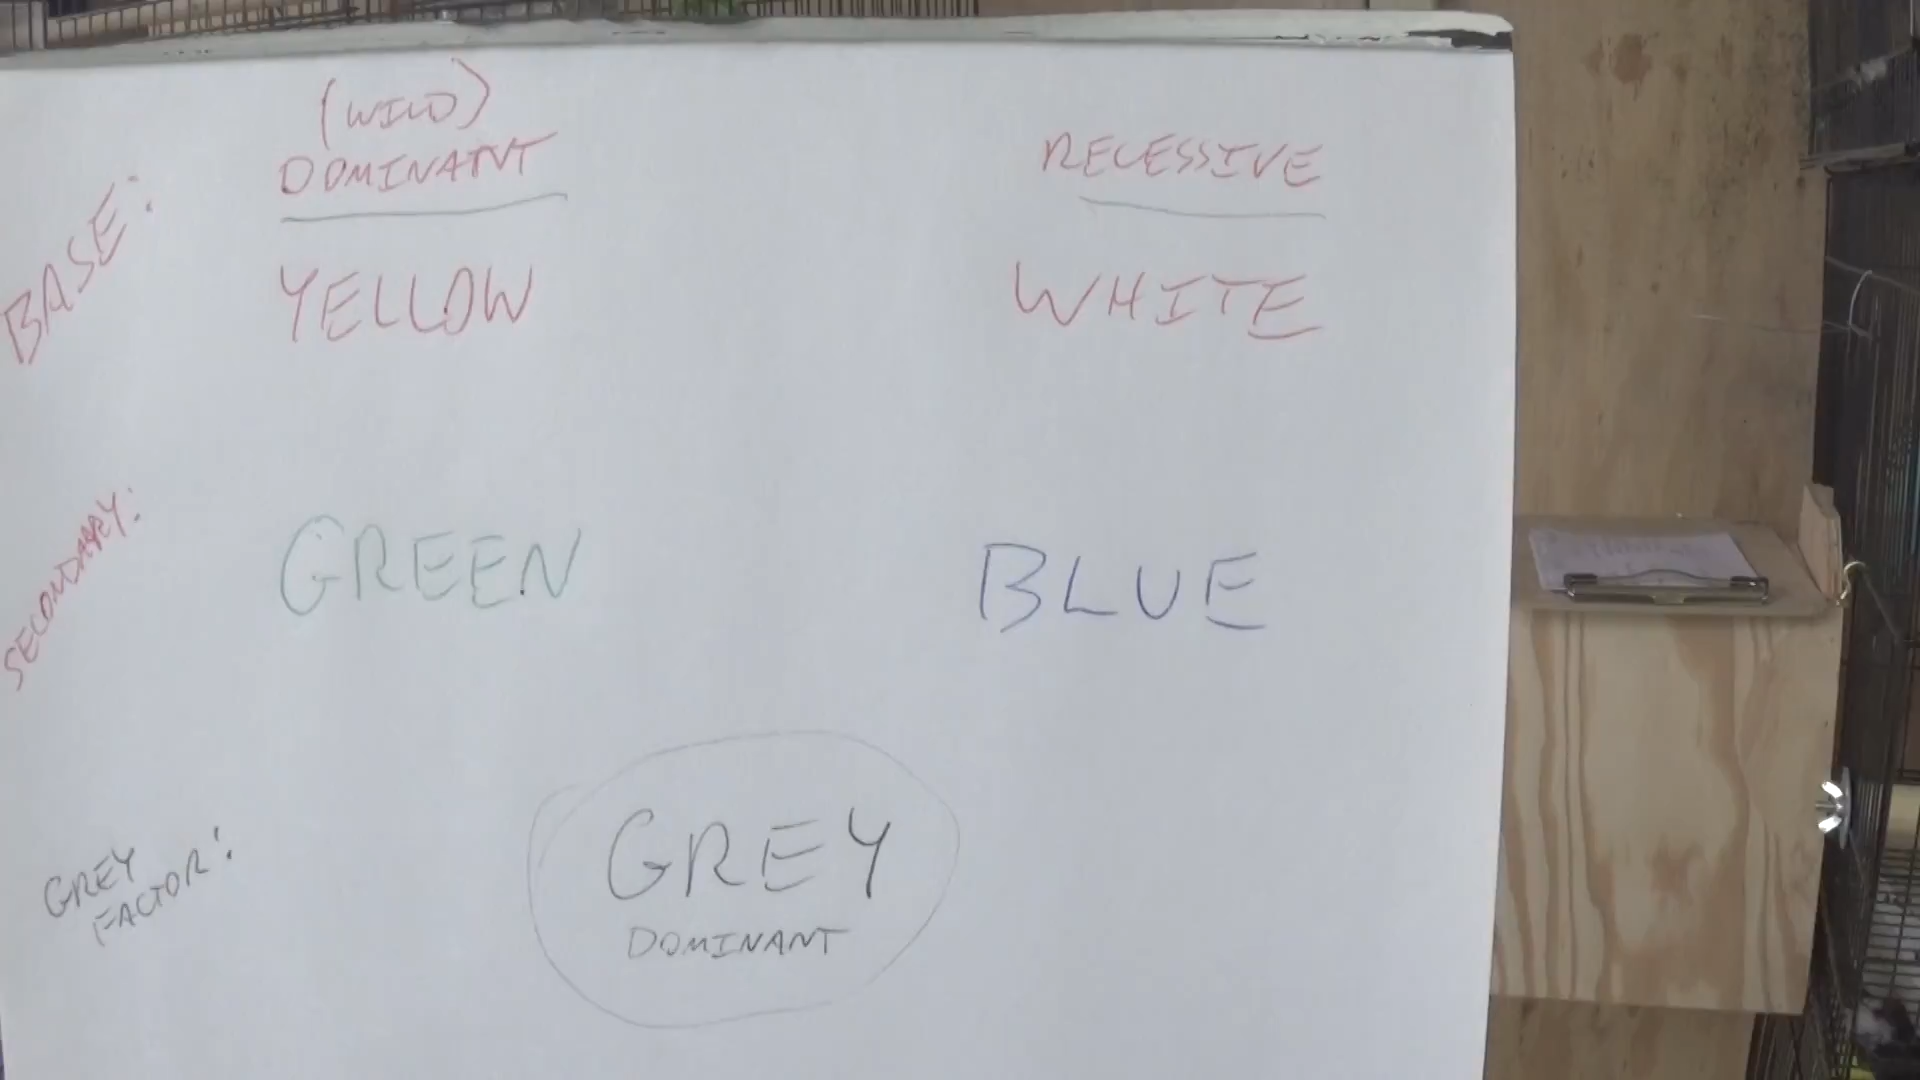 (WILD)
DOMINANT
RECESSIVE
BASE:
YELLOW
WHITE
SECONDARY:
GREEN
BLUE
GREY
FACTOR:
GREY
DOMINANT